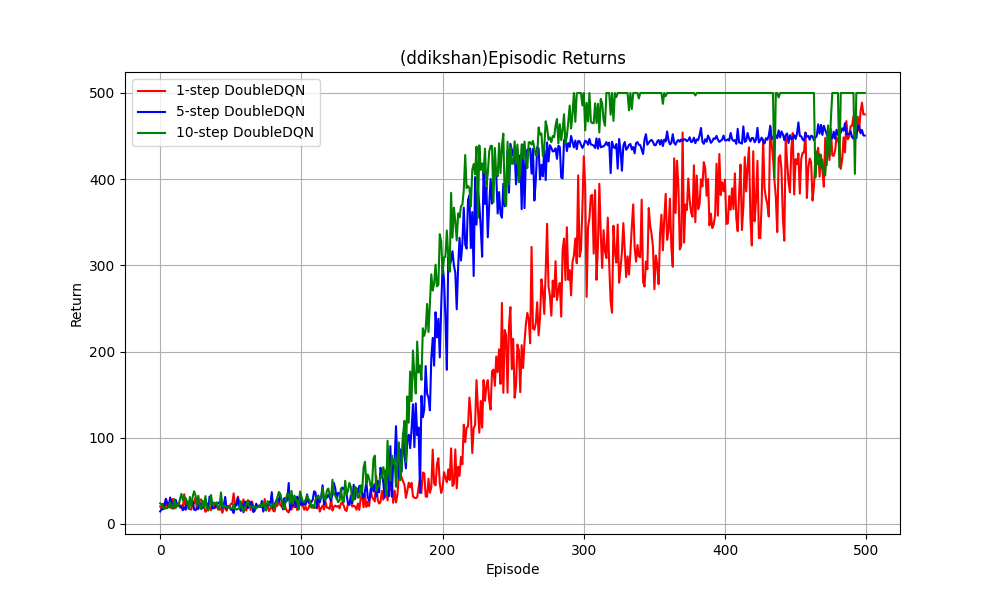 (ddikshan)Episodic Returns
1-step DoubleDQN
5-step DoubleDQN
10-step DoubleDQN
Return
500
400
300
200
100
0
0 100 200 300 400 500
Episode